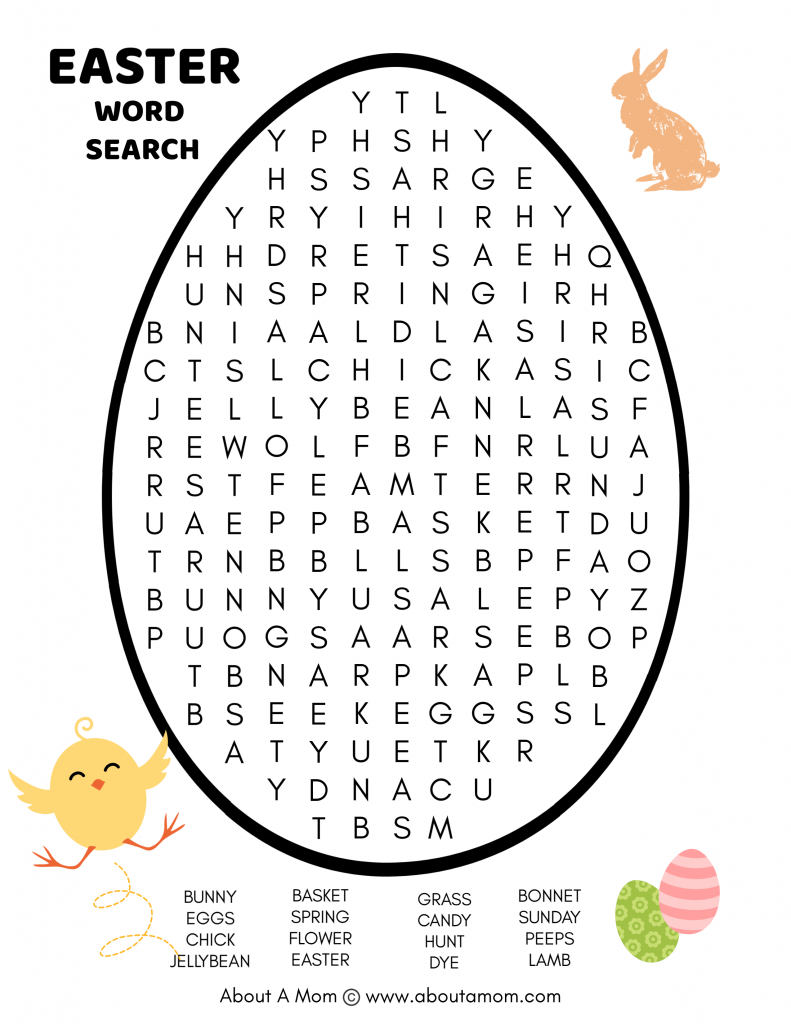 EASTER
WORD
SEARCH
Y T L
Y P H S H Y
H S S A R G E
Y R Y I H I R H Y
H H D R E T S A E H Q
U N S P R I N G I R H
B N I A A L D L A S I R B
C T S L C H I C K A S I C
J E L L Y B E A N L A S F
R E W O L F B F N R L U A
R S T F E A M T E R R N J
U A E P P B A S K E T D U
T R N B B L L S B P F A O
B U N N Y U S A L E P Y Z
P U O G S A A R S E B O P
T B N A R P K A P L B
B S E E K E G G S S L
A T Y U E T K R
Y D N A C U
T B S M
BUNNY BASKET GRASS BONNET
EGGS SPRING CANDY SUNDAY
CHICK FLOWER HUNT PEEPS
JELLYBEAN EASTER DYE LAMB
About A Mom © www.aboutamom.com